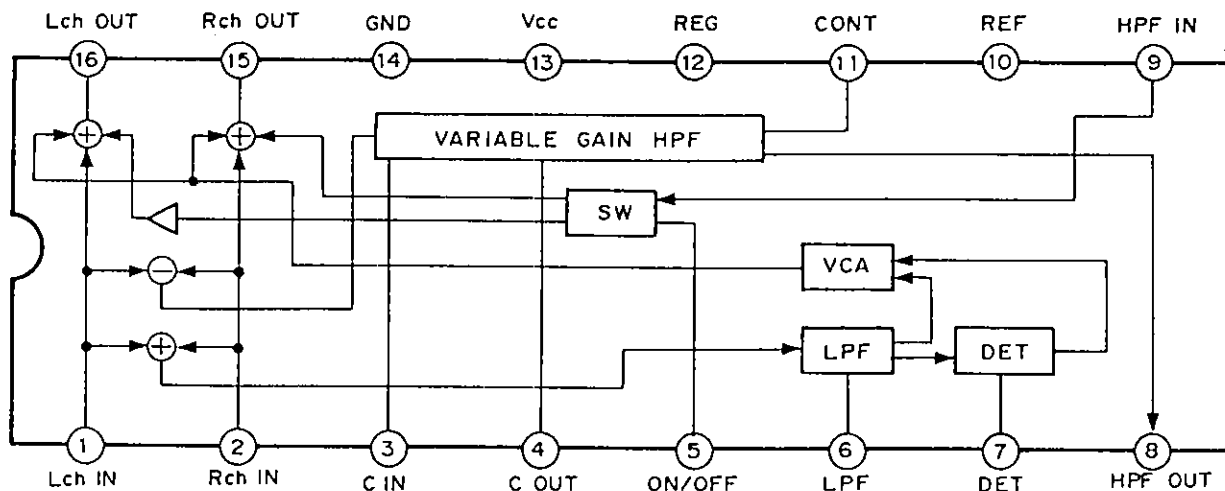 Lch OUT Rch OUT GND Vcc REG CONT REF HPF IN
16 15 14 13 12 11 10 9
+ + VARIABLE GAIN HPF
SW
− VCA
+ LPF DET
1 2 3 4 5 6 7 8
Lch IN Rch IN C IN C OUT ON/OFF LPF DET HPF OUT